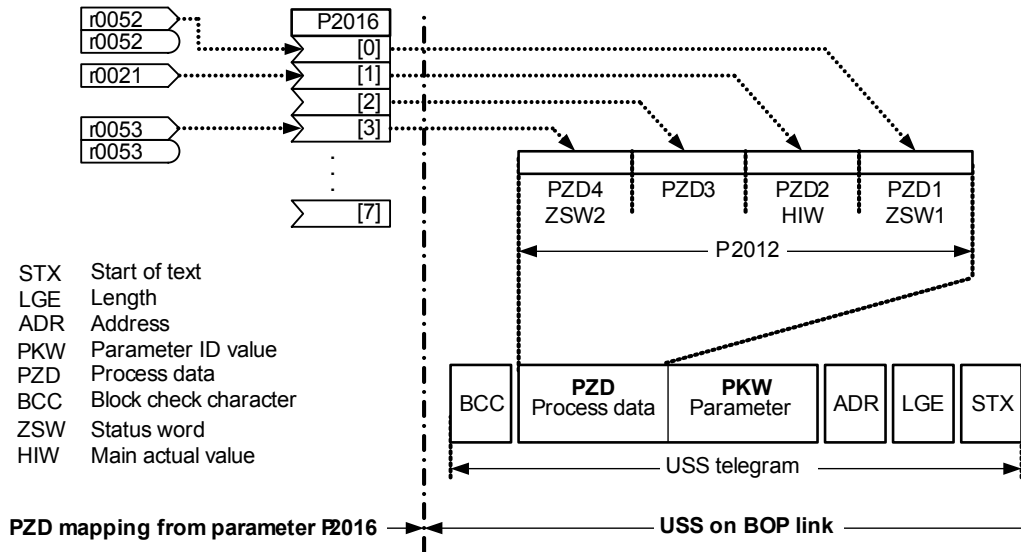 r0052
r0052
r0021
r0053
r0053
P2016
[0]
[1]
[2]
[3]
[7]
PZD4 PZD3 PZD2 PZD1
ZSW2 HIW ZSW1
P2012
STX Start of text
LGE Length
ADR Address
PKW Parameter ID value
PZD Process data
BCC Block check character
ZSW Status word
HIW Main actual value
BCC
PZD
Process data
PKW
Parameter
ADR
LGE
STX
USS telegram
PZD mapping from parameter P2016
USS on BOP link